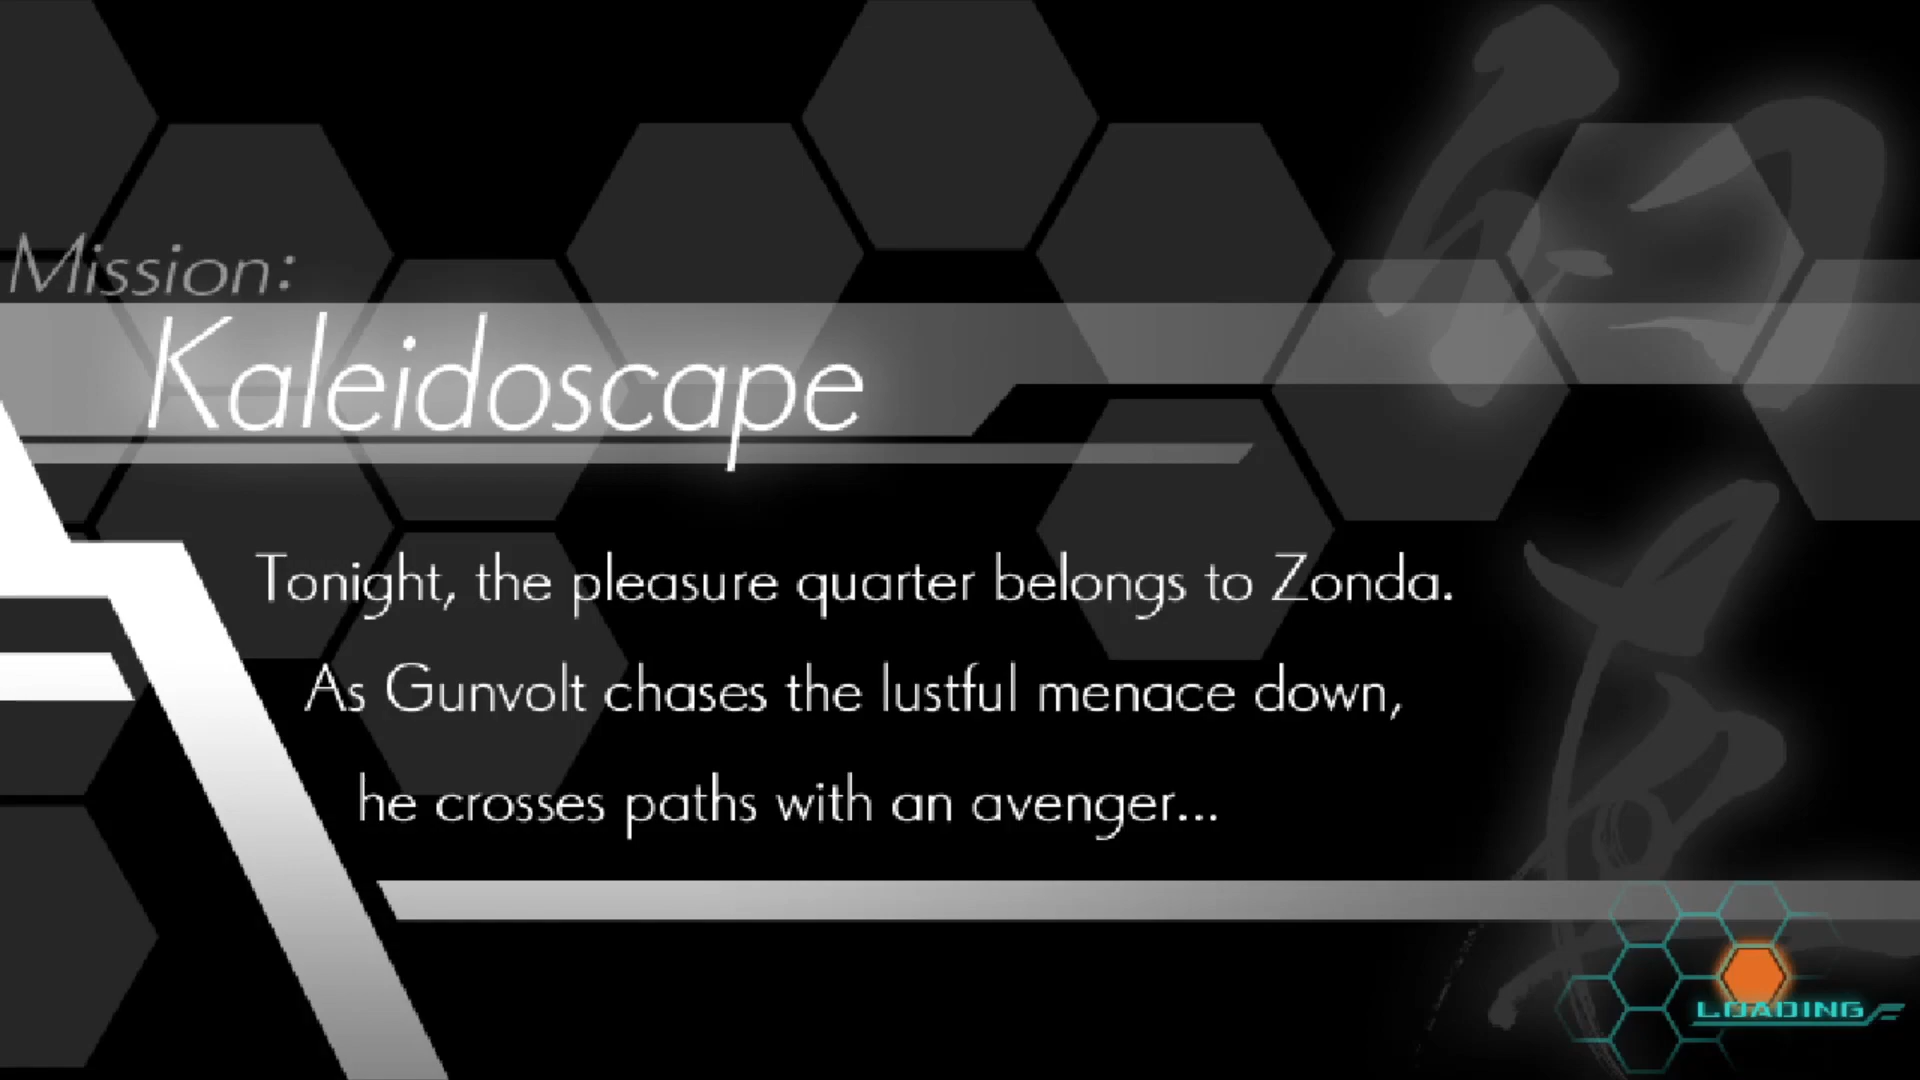 Mission:
Kaleidoscape
Tonight, the pleasure quarter belongs to Zonda.
As Gunvolt chases the lustful menace down,
he crosses paths with an avenger...
LOADING